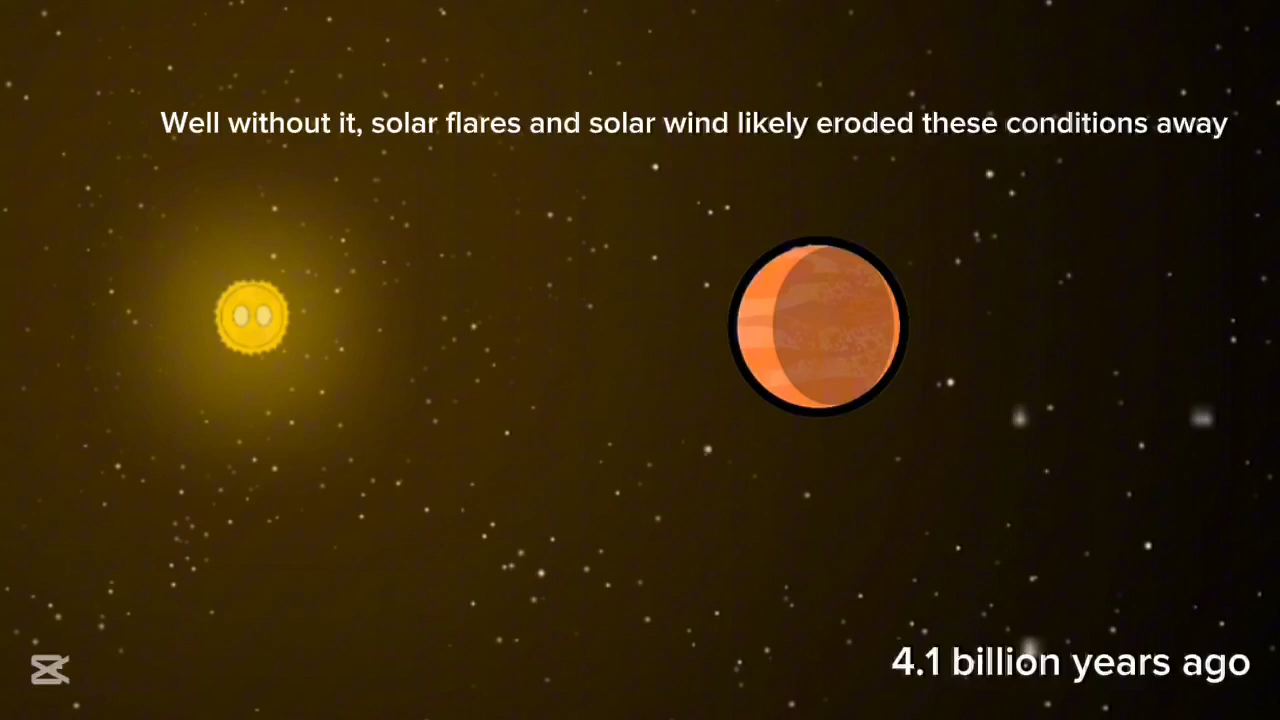 Well without it, solar flares and solar wind likely eroded these conditions away
4.1 billion years ago